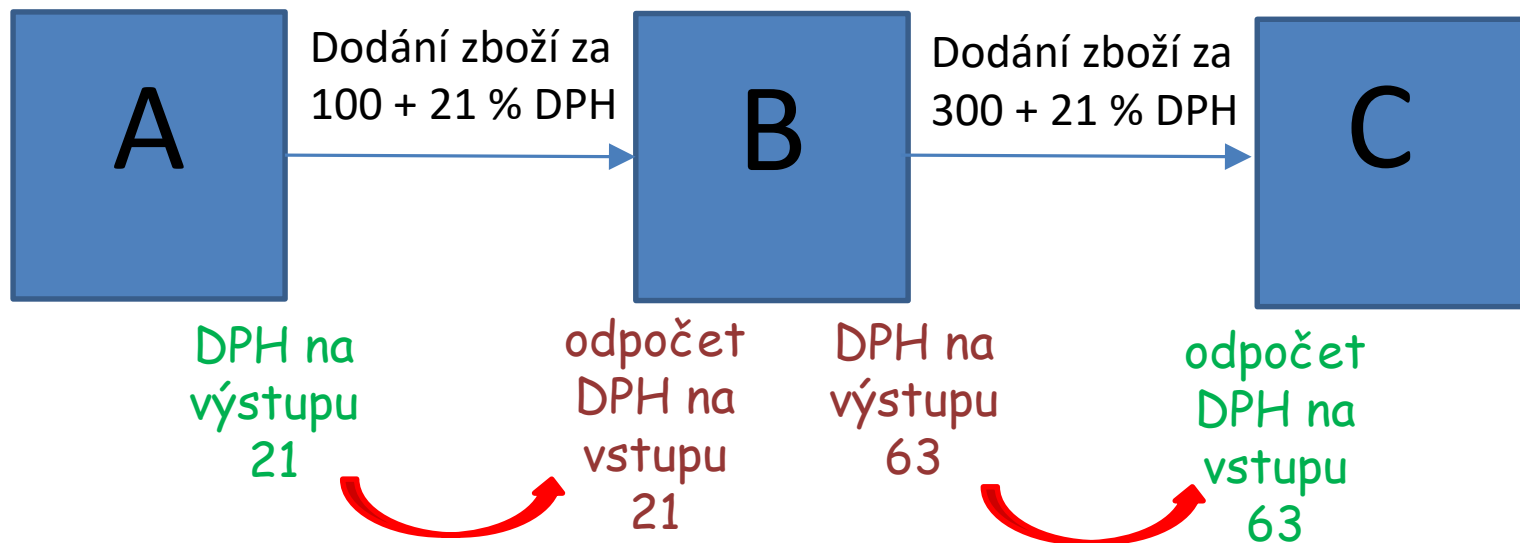 A
Dodání zboží za
100 + 21 % DPH
B
Dodání zboží za
300 + 21 % DPH
C
DPH na
výstupu
21
odpočet
DPH na
vstupu
21
DPH na
výstupu
63
odpočet
DPH na
vstupu
63